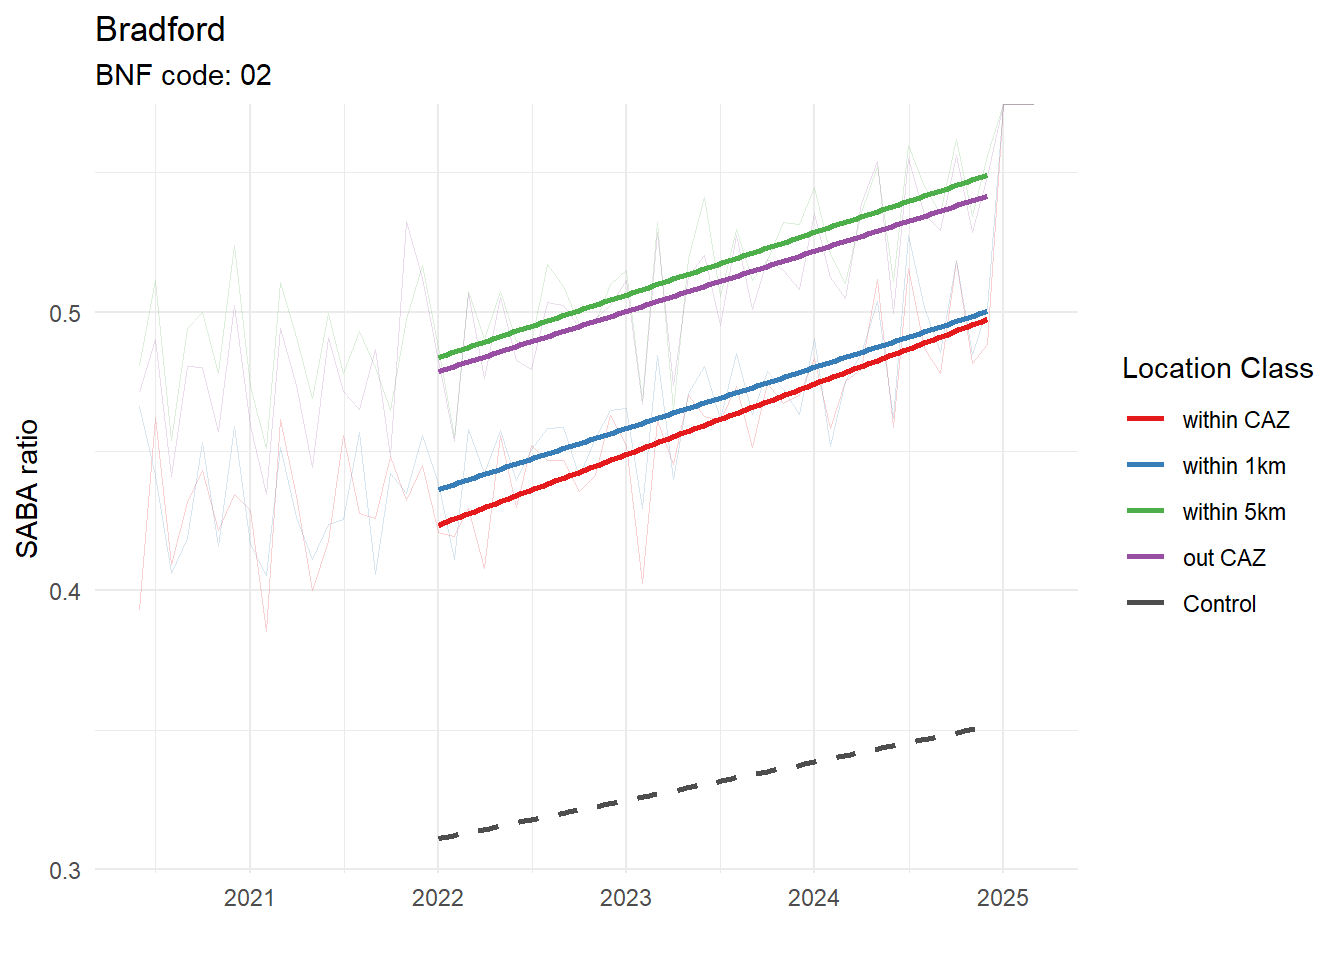 Bradford
BNF code: 02
SABA ratio
0.5
0.4
0.3
2021
2022
2023
2024
2025
Location Class
within CAZ
within 1km
within 5km
out CAZ
Control